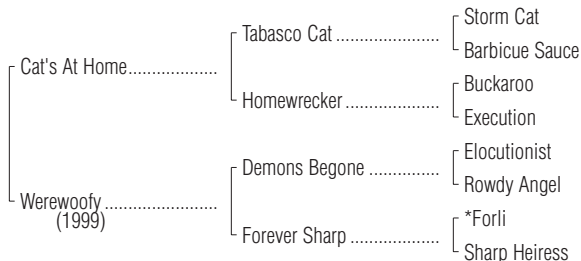 Storm Cat
Tabasco Cat ....................
Barbicue Sauce
Cat's At Home..................
Buckaroo
Homewrecker ..................
Execution
Elocutionist
Demons Begone ..............
Rowdy Angel
Werewoofy ......................
(1999)
*Forli
Forever Sharp ..................
Sharp Heiress